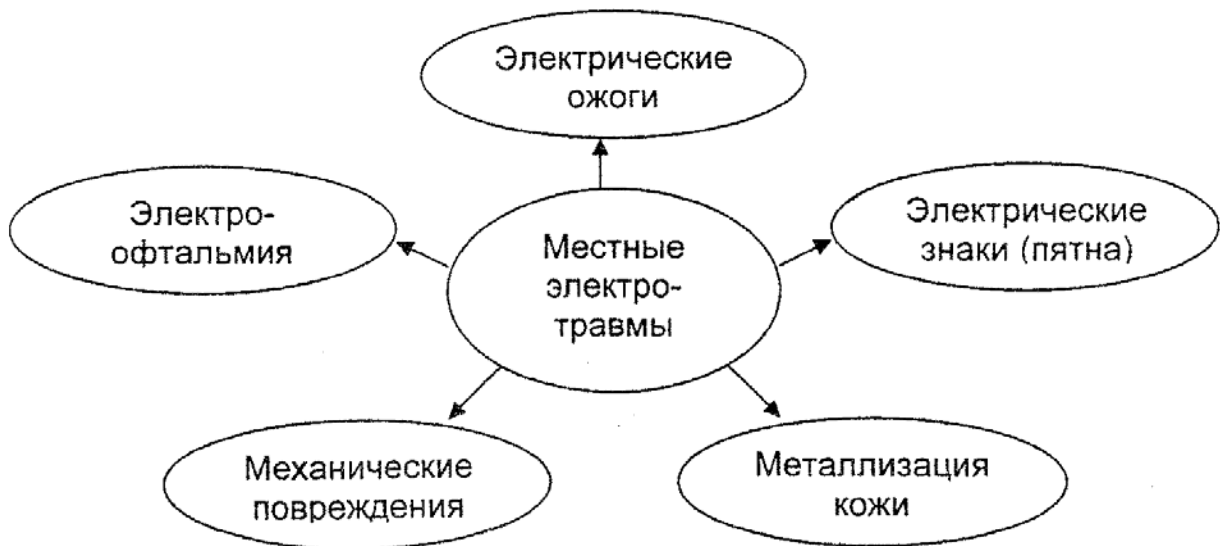 Электрические
ожоги
Электро-
офтальмия
Местные
электро-
травмы
Электрические
знаки (пятна)
Механические
повреждения
Металлизация
кожи